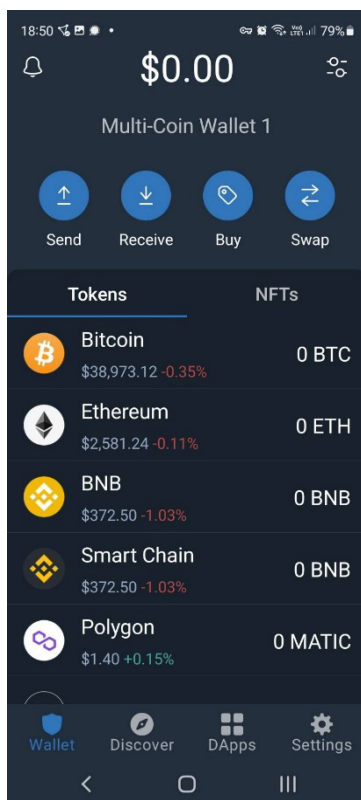 18:50 79%
$0.00
Multi-Coin Wallet 1
Send Receive Buy Swap
Tokens NFTs
Bitcoin
0 BTC
$38,973.12 -0.35%
Ethereum
0 ETH
$2,581.24 -0.11%
BNB
0 BNB
$372.50 -1.03%
Smart Chain
0 BNB
$372.50 -1.03%
Polygon
0 MATIC
$1.40 +0.15%
Wallet Discover DApps Settings